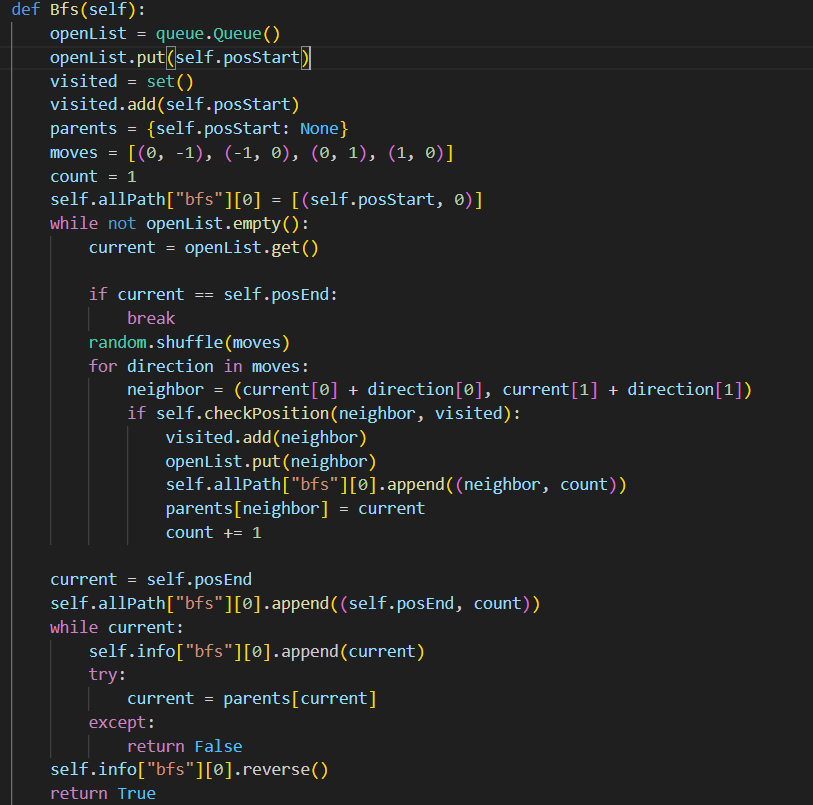 def Bfs(self):
    openList = queue.Queue()
    openList.put(self.posStart)
    visited = set()
    visited.add(self.posStart)
    parents = {self.posStart: None}
    moves = [(0, -1), (-1, 0), (0, 1), (1, 0)]
    count = 1
    self.allPath["bfs"][0] = [(self.posStart, 0)]
    while not openList.empty():
        current = openList.get()

        if current == self.posEnd:
            break
        random.shuffle(moves)
        for direction in moves:
            neighbor = (current[0] + direction[0], current[1] + direction[1])
            if self.checkPosition(neighbor, visited):
                visited.add(neighbor)
                openList.put(neighbor)
                self.allPath["bfs"][0].append((neighbor, count))
                parents[neighbor] = current
                count += 1

    current = self.posEnd
    self.allPath["bfs"][0].append((self.posEnd, count))
    while current:
        self.info["bfs"][0].append(current)
        try:
            current = parents[current]
        except:
            return False
    self.info["bfs"][0].reverse()
    return True